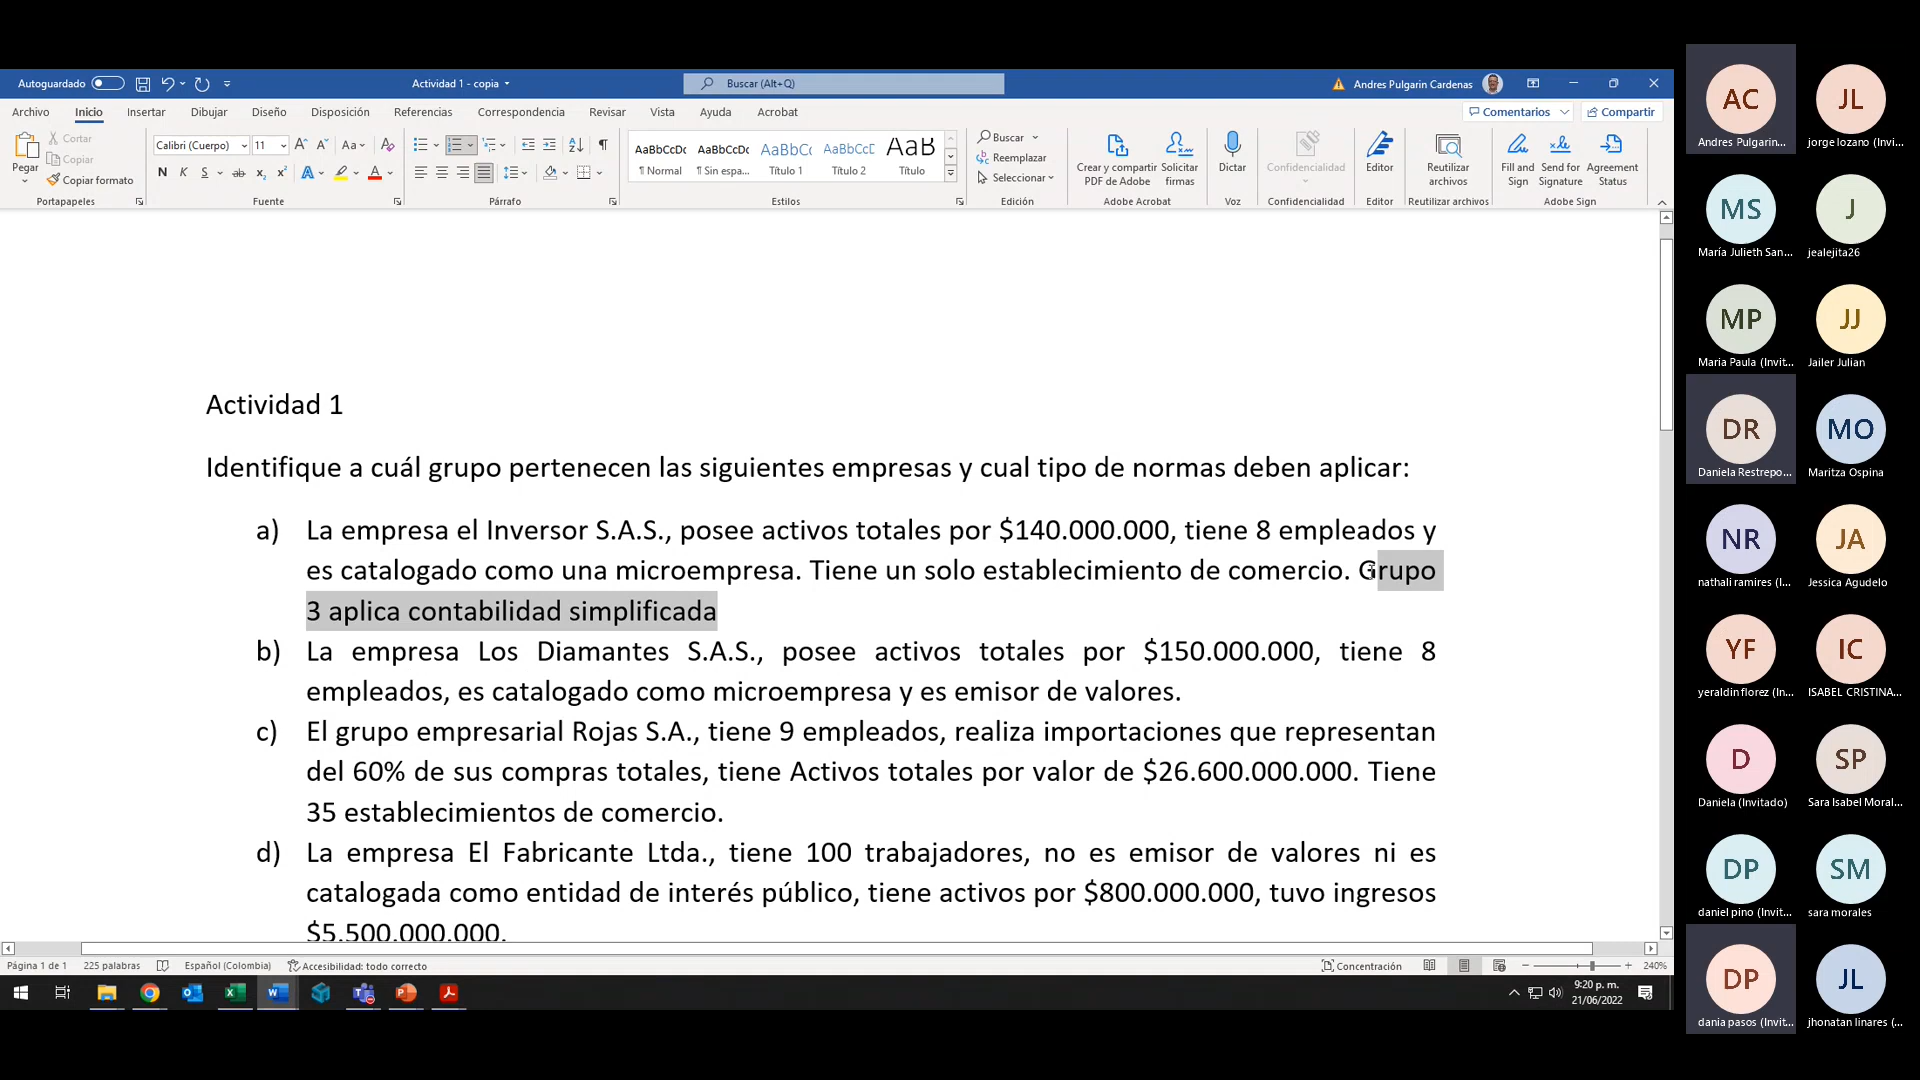 Autoguardado
Actividad 1 - copia
Buscar (Alt+Q)
Andres Pulgarin Cardenas
Archivo Inicio Insertar Dibujar Diseño Disposición Referencias Correspondencia Revisar Vista Ayuda Acrobat
Comentarios Compartir
Pegar
Cortar
Copiar
Copiar formato
Portapapeles
Calibri (Cuerpo) 11
N K S ab x₂ x²
Fuente
Párrafo
AaBbCcDc AaBbCcDc AaBbCc AaBbCcD AaB
¶ Normal ¶ Sin espa... Título 1 Título 2 Título
Estilos
Buscar
Reemplazar
Seleccionar
Edición
Crear y compartir PDF de Adobe
Solicitar firmas
Adobe Acrobat
Dictar
Voz
Confidencialidad
Confidencialidad
Editor
Editor
Reutilizar archivos
Reutilizar archivos
Fill and Sign
Send for Signature
Agreement Status
Adobe Sign
Actividad 1
Identifique a cuál grupo pertenecen las siguientes empresas y cual tipo de normas deben aplicar:
a) La empresa el Inversor S.A.S., posee activos totales por $140.000.000, tiene 8 empleados y
es catalogado como una microempresa. Tiene un solo establecimiento de comercio. Grupo
3 aplica contabilidad simplificada
b) La empresa Los Diamantes S.A.S., posee activos totales por $150.000.000, tiene 8
empleados, es catalogado como microempresa y es emisor de valores.
c) El grupo empresarial Rojas S.A., tiene 9 empleados, realiza importaciones que representan
del 60% de sus compras totales, tiene Activos totales por valor de $26.600.000.000. Tiene
35 establecimientos de comercio.
d) La empresa El Fabricante Ltda., tiene 100 trabajadores, no es emisor de valores ni es
catalogada como entidad de interés público, tiene activos por $800.000.000, tuvo ingresos
$5.500.000.000.
Página 1 de 1 225 palabras Español (Colombia) Accesibilidad: todo correcto
Concentración 240%
9:20 p. m.
21/06/2022
AC
Andres Pulgarin...
JL
jorge lozano (Invi...
MS
María Julieth San...
J
jealejita26
MP
Maria Paula (Invit...
JJ
Jailer Julian
DR
Daniela Restrepo...
MO
Maritza Ospina
NR
nathali ramires (I...
JA
Jessica Agudelo
YF
yeraldin florez (In...
IC
ISABEL CRISTINA...
D
Daniela (Invitado)
SP
Sara Isabel Moral...
DP
daniel pino (Invit...
SM
sara morales
DP
dania pasos (Invit...
JL
jhonatan linares (...